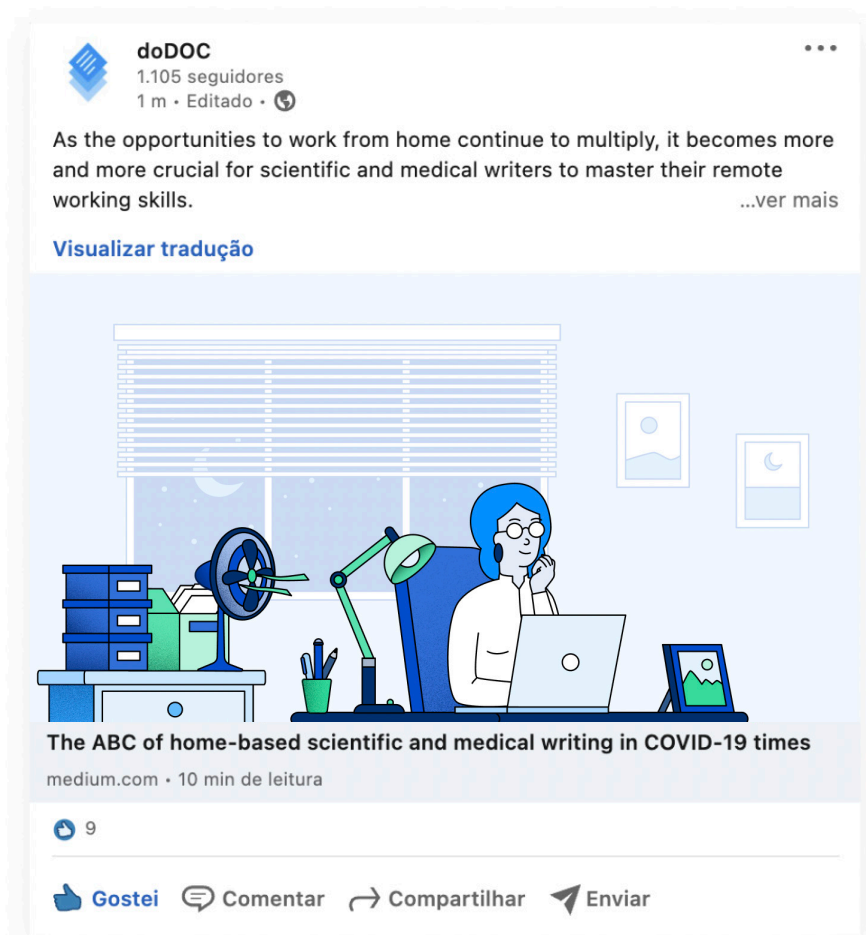 doDOC
1.105 seguidores
1 m • Editado •
As the opportunities to work from home continue to multiply, it becomes more
and more crucial for scientific and medical writers to master their remote
working skills. ...ver mais
Visualizar tradução
The ABC of home-based scientific and medical writing in COVID-19 times
medium.com • 10 min de leitura
9
Gostei Comentar Compartilhar Enviar